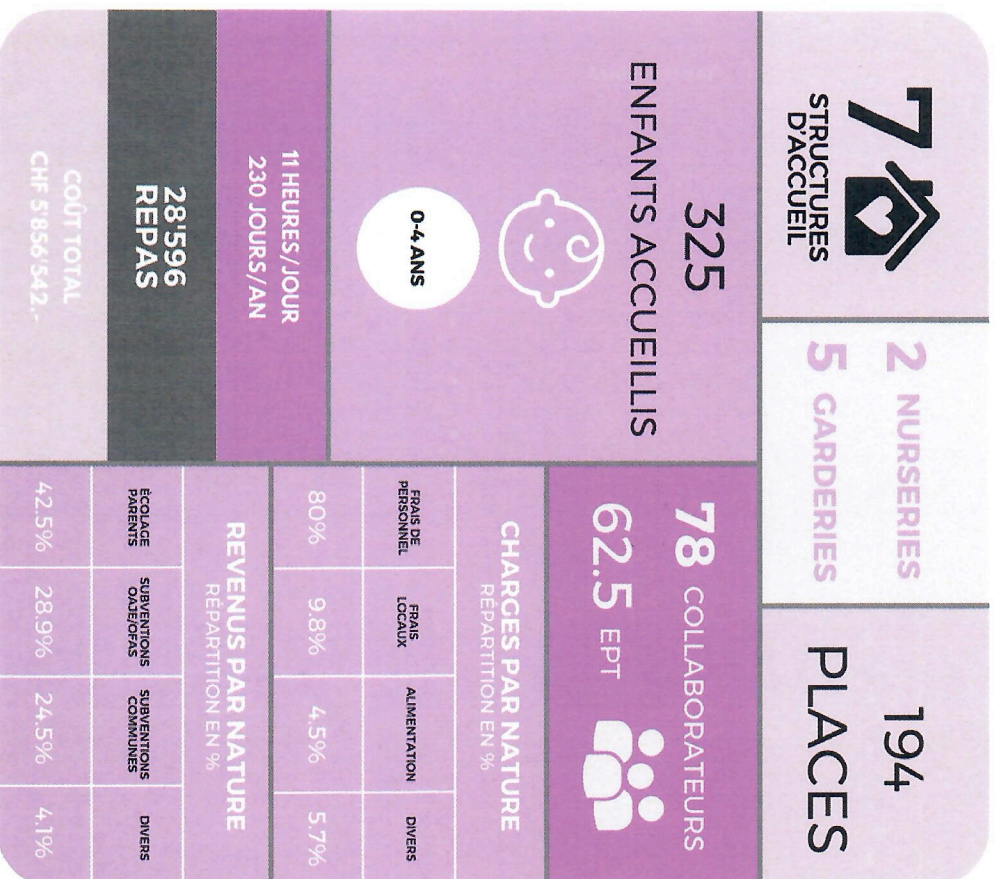 7
STRUCTURES
D'ACCUEIL
2 NURSERIES
5 GARDERIES
194
PLACES
325
ENFANTS ACCUEILLIS
0-4 ANS
11 HEURES/JOUR
230 JOURS/AN
28'596
REPAS
COÛT TOTAL
CHF 5'856'542.-
78 COLLABORATEURS
62.5 EPT
CHARGES PAR NATURE
RÉPARTITION EN %
FRAIS DE PERSONNEL
FRAIS LOCAUX
ALIMENTATION
DIVERS
80%
9.8%
4.5%
5.7%
REVENUS PAR NATURE
RÉPARTITION EN %
ÉCOLAGE PARENTS
SUBVENTIONS OAJE/OFAS
SUBVENTIONS COMMUNES
DIVERS
42.5%
28.9%
24.5%
4.1%